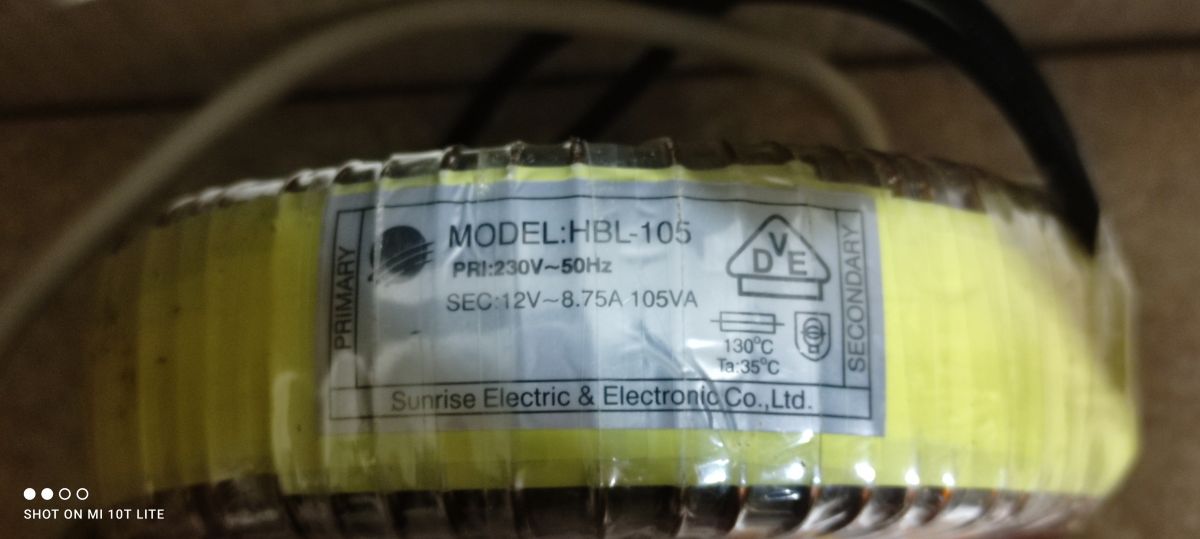 PRIMARY
MODEL:HBL-105
PRI:230V~50Hz
SEC:12V~8.75A 105VA
VDE
130°C
Ta:35°C
SECONDARY
Sunrise Electric & Electronic Co.,Ltd.
SHOT ON MI 10T LITE